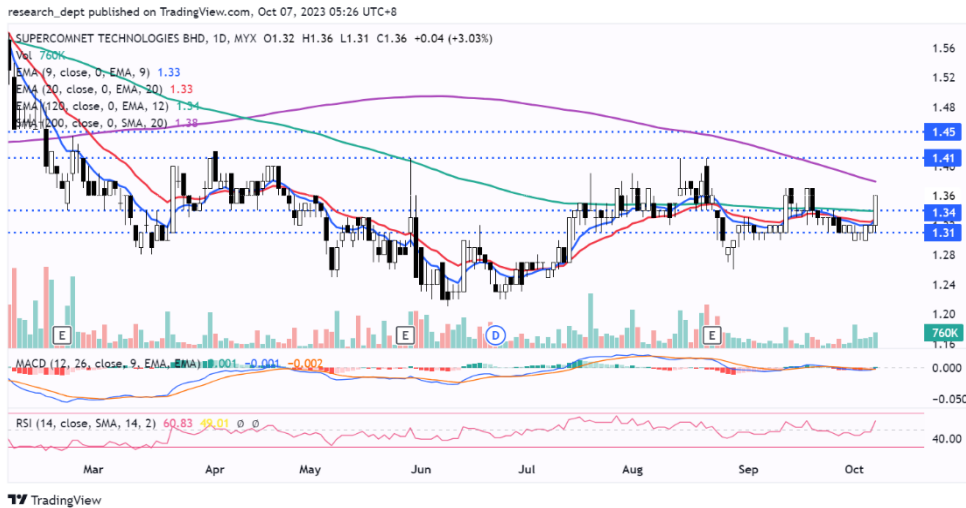 research_dept published on TradingView.com, Oct 07, 2023 05:26 UTC+8
SUPERCOMNET TECHNOLOGIES BHD, 1D, MYX O1.32 H1.36 L1.31 C1.36 +0.04 (+3.03%)
Vol 760K
EMA (9, close, 0, EMA, 9) 1.33
EMA (20, close, 0, EMA, 20) 1.33
EMA (120, close, 0, EMA, 12) 1.34
SMA (200, close, 0, SMA, 20) 1.38
1.56
1.52
1.48
1.45
1.41
1.36
1.34
1.31
1.28
1.24
1.20
760K
1.16
E
E
D
E
MACD (12, 26, close, 9, EMA, EMA) 0.001 −0.001 −0.002
0.000
−0.050
RSI (14, close, SMA, 14, 2) 60.83 49.01 ∅ ∅
40.00
Mar Apr May Jun Jul Aug Sep Oct
TradingView